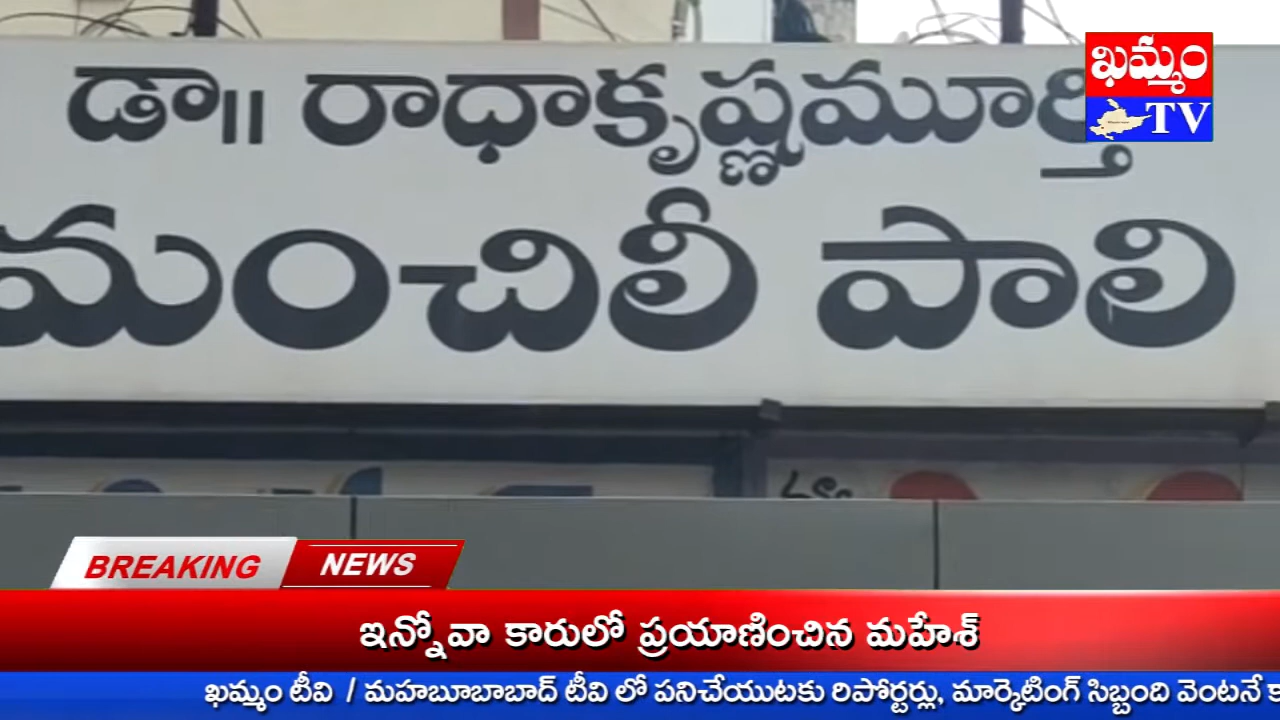 ఖమ్మం
TV
డా॥ రాధాకృష్ణమూర్తి
మంచిలీ పాలి
BREAKING NEWS
ఇన్నోవా కారులో ప్రయాణించిన మహేశ్
ఖమ్మం టీవి / మహబూబాబాద్ టీవి లో పనిచేయుటకు రిపోర్టర్లు, మార్కెటింగ్ సిబ్బంది వెంటనే